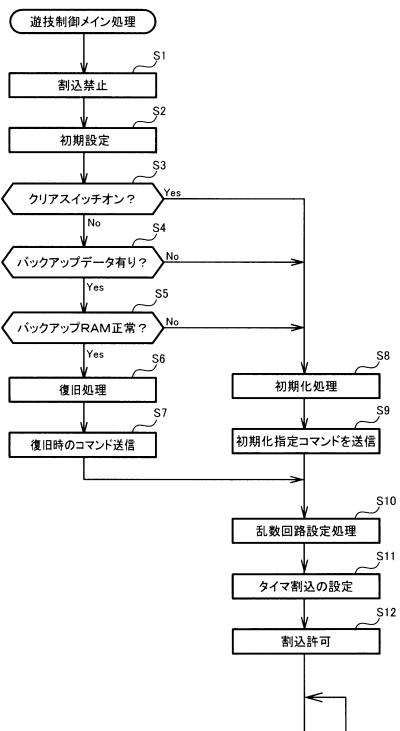 遊技制御メイン処理
S1
割込禁止
S2
初期設定
S3
クリアスイッチオン？
Yes
No
S4
バックアップデータ有り？
No
Yes
S5
バックアップRAM正常？
No
Yes
S6
復旧処理
S7
復旧時のコマンド送信
S8
初期化処理
S9
初期化指定コマンドを送信
S10
乱数回路設定処理
S11
タイマ割込の設定
S12
割込許可